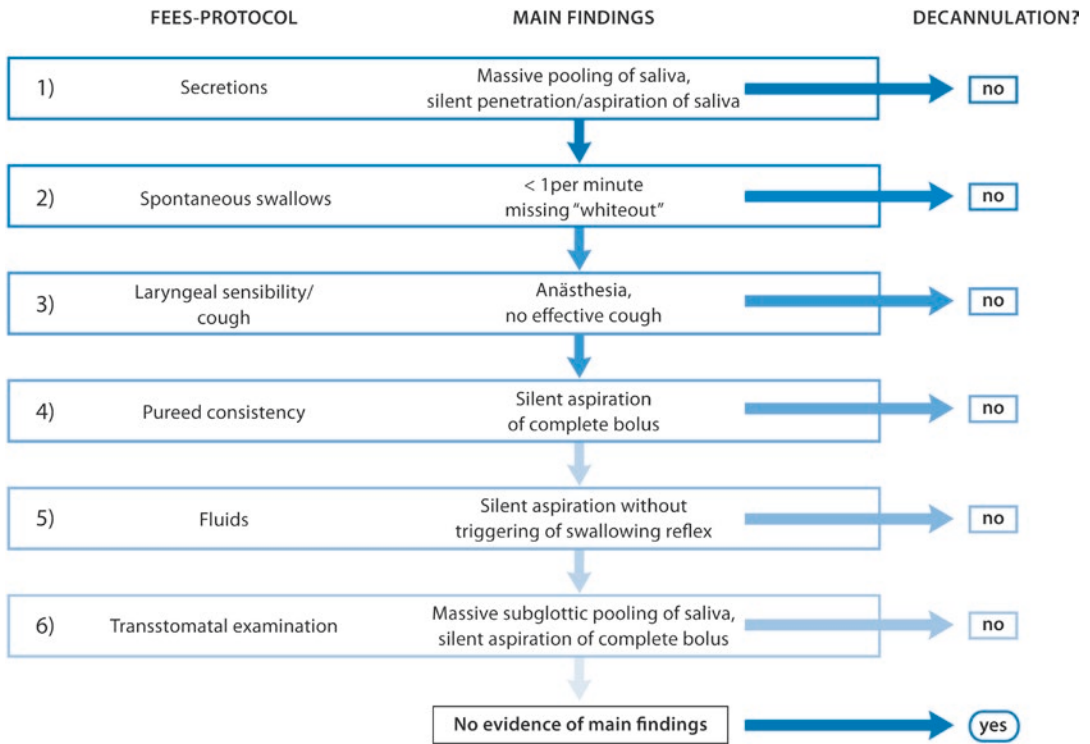 FEES-PROTOCOL MAIN FINDINGS DECANNULATION?
1) Secretions Massive pooling of saliva,
silent penetration/aspiration of saliva no
2) Spontaneous swallows < 1per minute
missing “whiteout” no
3) Laryngeal sensibility/
cough Anästhesia,
no effective cough no
4) Pureed consistency Silent aspiration
of complete bolus no
5) Fluids Silent aspiration without
triggering of swallowing reflex no
6) Transstomatal examination Massive subglottic pooling of saliva,
silent aspiration of complete bolus no
No evidence of main findings yes